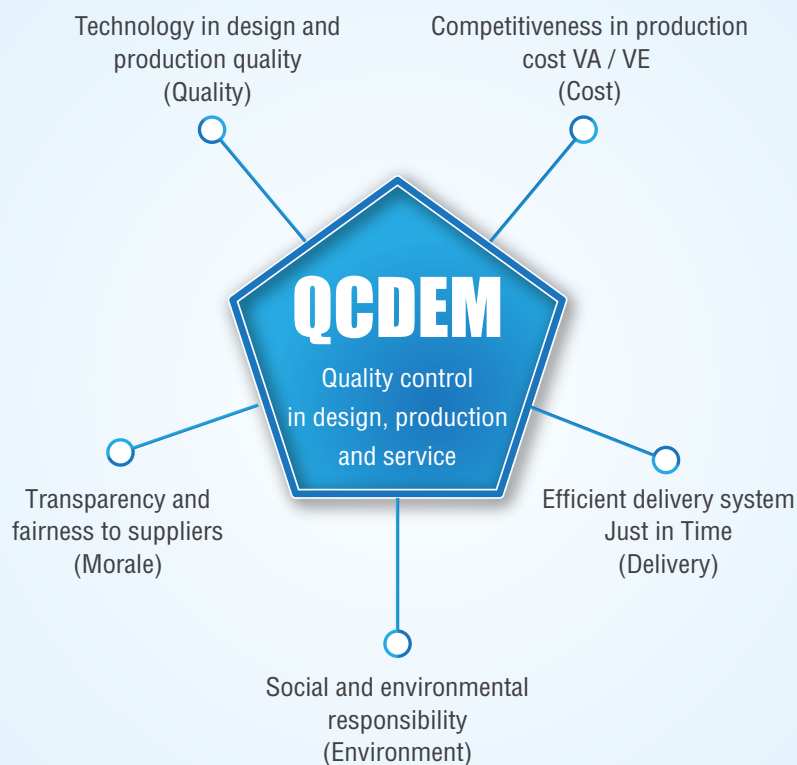 Technology in design and
production quality
(Quality)
Competitiveness in production
cost VA / VE
(Cost)
QCDEM
Quality control
in design, production
and service
Transparency and
fairness to suppliers
(Morale)
Efficient delivery system
Just in Time
(Delivery)
Social and environmental
responsibility
(Environment)